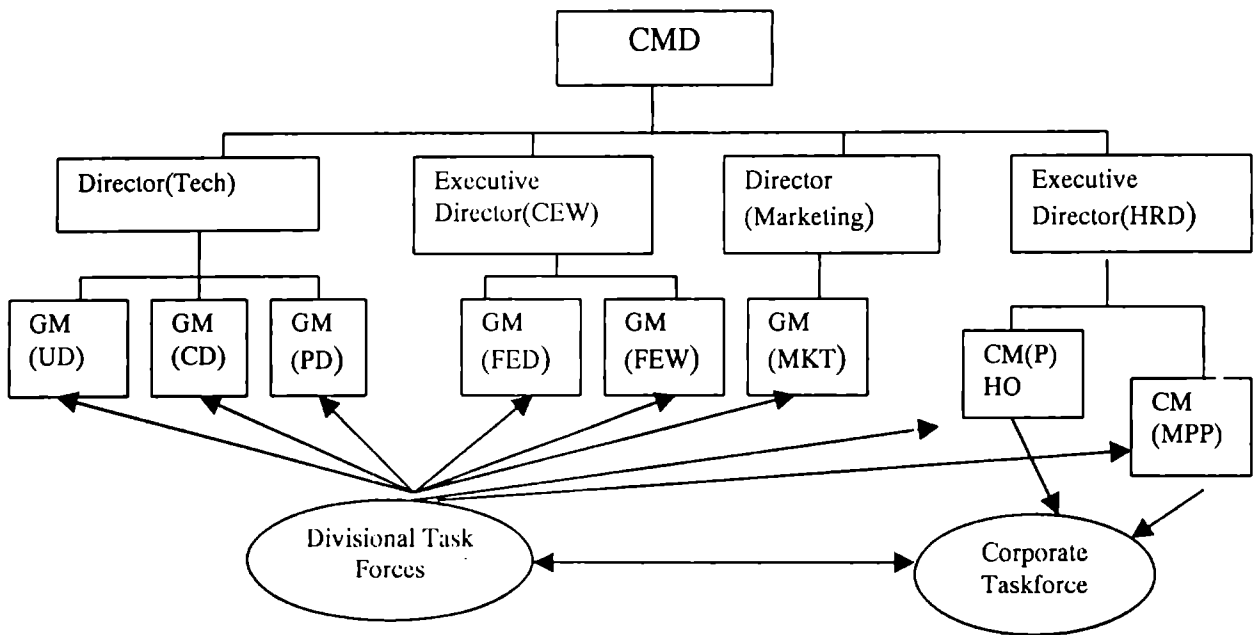 CMD
Director(Tech)
Executive
Director(CEW)
Director
(Marketing)
Executive
Director(HRD)
GM
(UD)
GM
(CD)
GM
(PD)
GM
(FED)
GM
(FEW)
GM
(MKT)
CM(P)
HO
CM
(MPP)
Divisional Task
Forces
Corporate
Taskforce